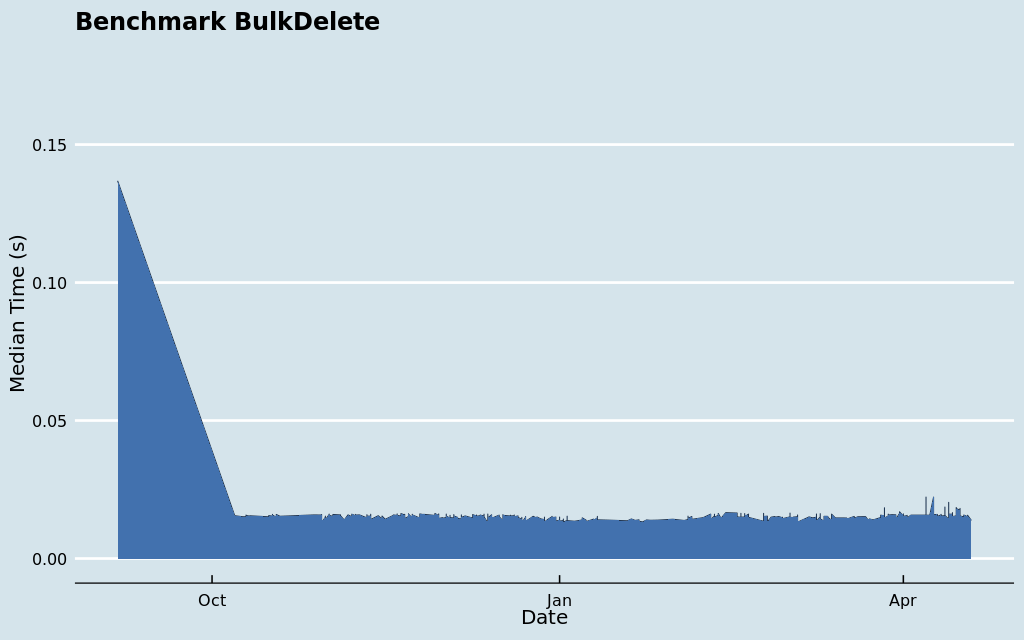 Benchmark BulkDelete
Median Time (s)
0.15
0.10
0.05
0.00
Oct
Jan
Apr
Date